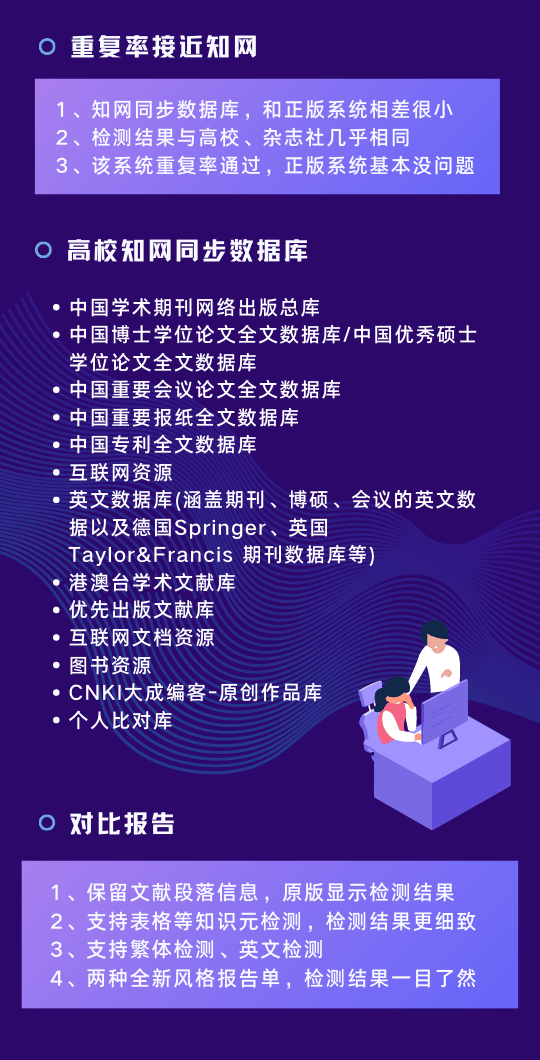 重复率接近知网
1、知网同步数据库，和正版系统相差很小
2、检测结果与高校、杂志社几乎相同
3、该系统重复率通过，正版系统基本没问题
高校知网同步数据库
• 中国学术期刊网络出版总库
• 中国博士学位论文全文数据库/中国优秀硕士
学位论文全文数据库
• 中国重要会议论文全文数据库
• 中国重要报纸全文数据库
• 中国专利全文数据库
• 互联网资源
• 英文数据库(涵盖期刊、博硕、会议的英文数
据以及德国Springer、英国
Taylor&Francis 期刊数据库等)
• 港澳台学术文献库
• 优先出版文献库
• 互联网文档资源
• 图书资源
• CNKI大成编客-原创作品库
• 个人比对库
对比报告
1、保留文献段落信息，原版显示检测结果
2、支持表格等知识元检测，检测结果更细致
3、支持繁体检测、英文检测
4、两种全新风格报告单，检测结果一目了然